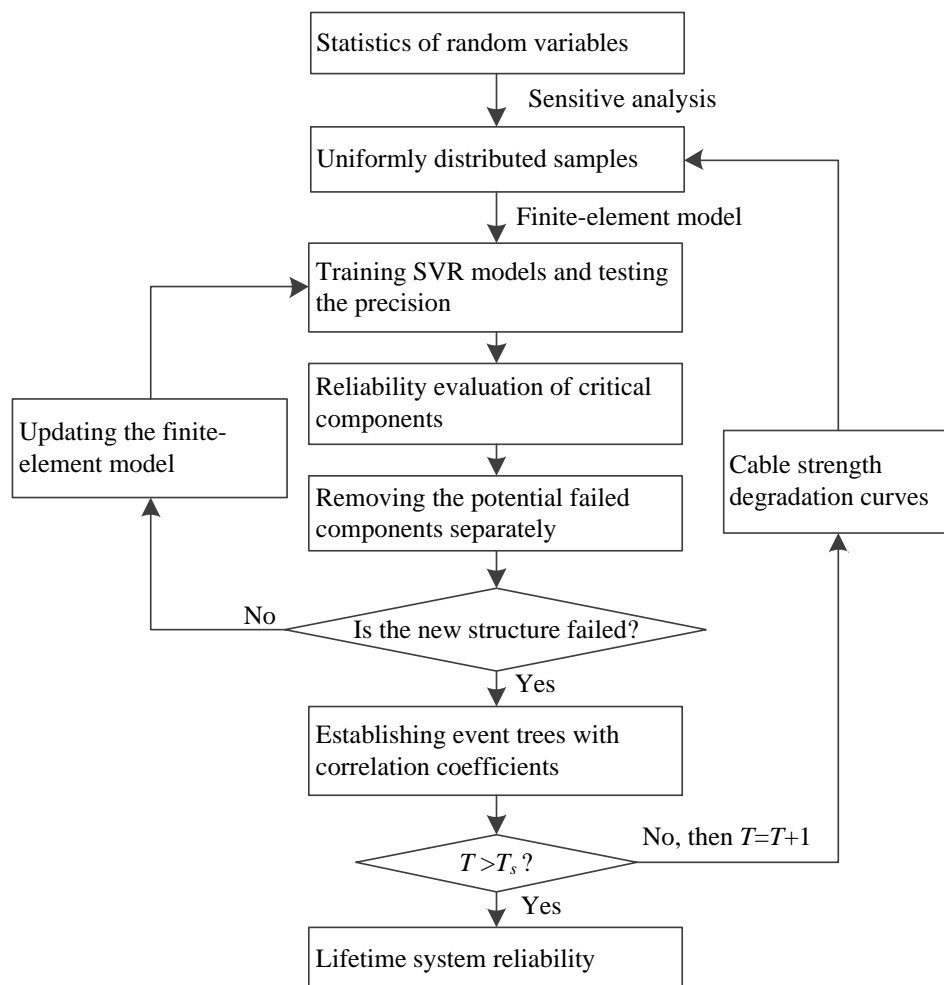 Statistics of random variables
Sensitive analysis
Uniformly distributed samples
Finite-element model
Training SVR models and testing
the precision
Reliability evaluation of critical
components
Updating the finite-
element model
Cable strength
degradation curves
Removing the potential failed
components separately
No
Is the new structure failed?
Yes
Establishing event trees with
correlation coefficients
No, then T=T+1
T >Ts ?
Yes
Lifetime system reliability